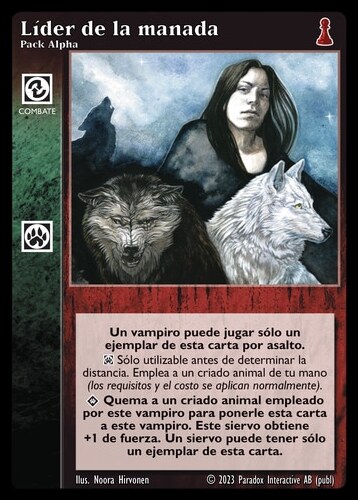 Líder de la manada
Pack Alpha
COMBATE
Un vampiro puede jugar sólo un
ejemplar de esta carta por asalto.
Sólo utilizable antes de determinar la
distancia. Emplea a un criado animal de tu mano
(los requisitos y el costo se aplican normalmente).
Quema a un criado animal empleado
por este vampiro para ponerle esta carta
a este vampiro. Este siervo obtiene
+1 de fuerza. Un siervo puede tener sólo
un ejemplar de esta carta.
Ilus. Noora Hirvonen
© 2023 Paradox Interactive AB (publ)